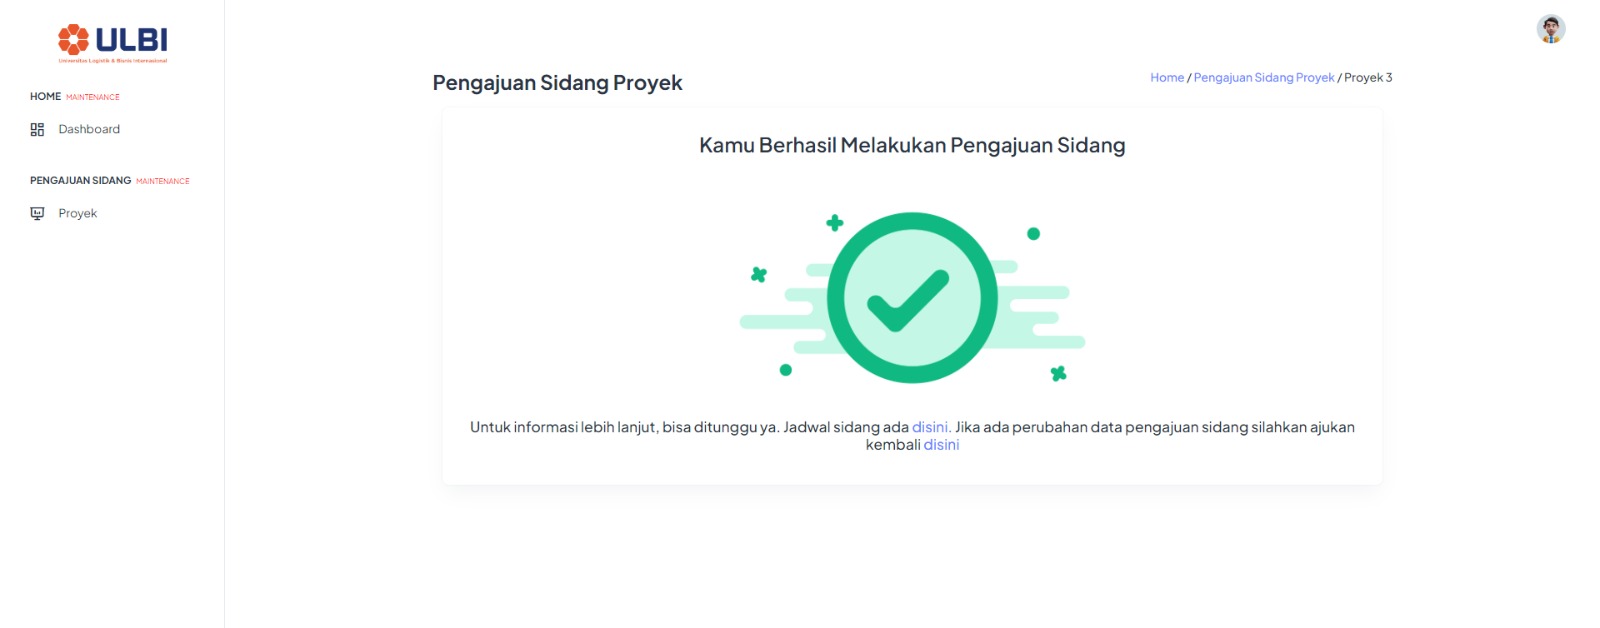 ULBI
Universitas Logistik & Bisnis Internasional
HOME MAINTENANCE
Dashboard
PENGAJUAN SIDANG MAINTENANCE
Proyek
Pengajuan Sidang Proyek
Home / Pengajuan Sidang Proyek / Proyek 3
Kamu Berhasil Melakukan Pengajuan Sidang
Untuk informasi lebih lanjut, bisa ditunggu ya. Jadwal sidang ada disini. Jika ada perubahan data pengajuan sidang silahkan ajukan
kembali disini